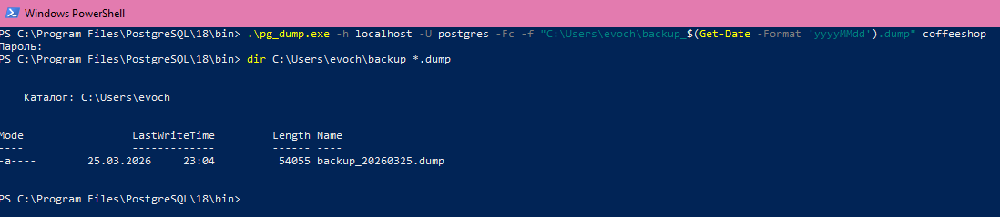 Windows PowerShell
PS C:\Program Files\PostgreSQL\18\bin> .\pg_dump.exe -h localhost -U postgres -Fc -f "C:\Users\evoch\backup_$(Get-Date -Format 'yyyyMMdd').dump" coffeeshop
Пароль:
PS C:\Program Files\PostgreSQL\18\bin> dir C:\Users\evoch\backup_*.dump
Каталог: C:\Users\evoch
Mode LastWriteTime Length Name
---- ------------- ------ ----
-a---- 25.03.2026 23:04 54055 backup_20260325.dump
PS C:\Program Files\PostgreSQL\18\bin>